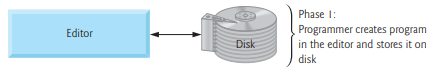 Editor
Disk
Phase 1:
Programmer creates program
in the editor and stores it on
disk